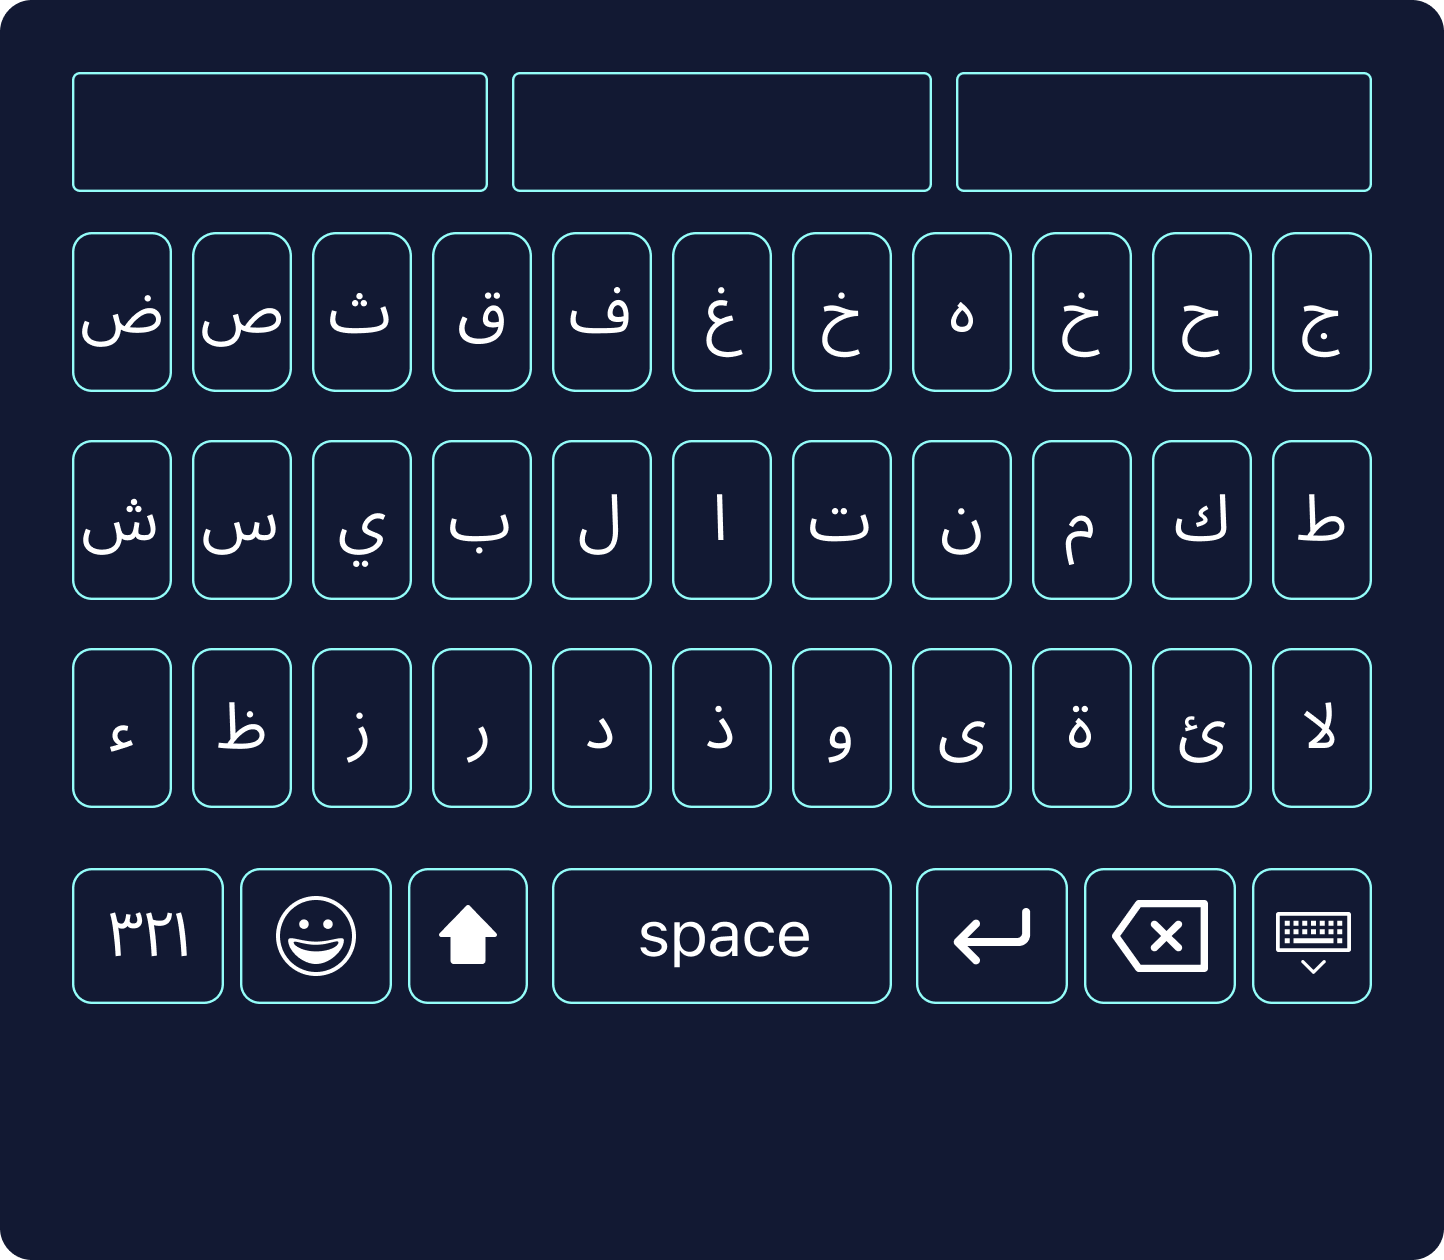 ض ص ث ق ف غ خ ه خ ح ج
ش س ي ب ل ا ت ن م ك ط
ء ظ ز ر د ذ و ى ة ئ لا
٣٢١ space